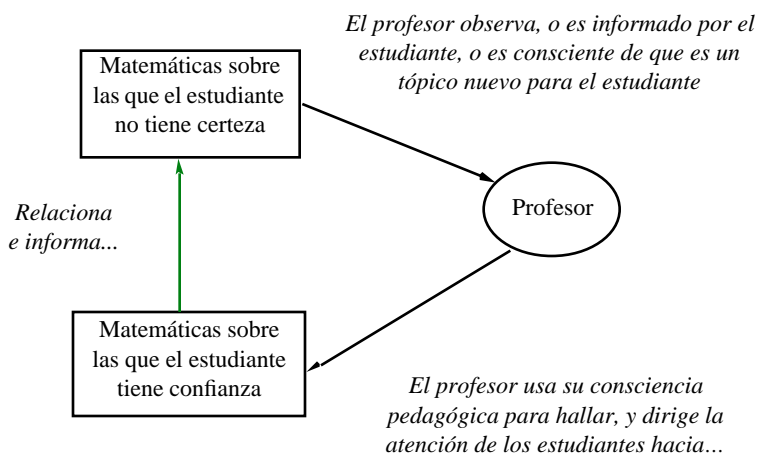 El profesor observa, o es informado por el
estudiante, o es consciente de que es un
tópico nuevo para el estudiante
Matemáticas sobre
las que el estudiante
no tiene certeza
Profesor
Relaciona
e informa...
Matemáticas sobre
las que el estudiante
tiene confianza
El profesor usa su consciencia
pedagógica para hallar, y dirige la
atención de los estudiantes hacia...